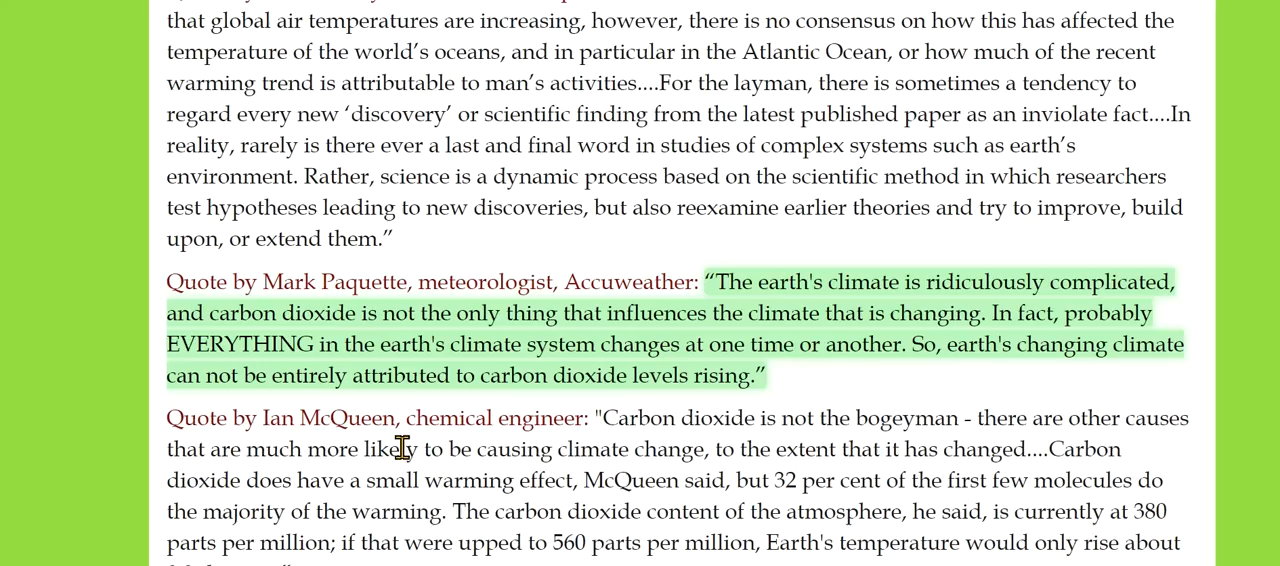 that global air temperatures are increasing, however, there is no consensus on how this has affected the
temperature of the world’s oceans, and in particular in the Atlantic Ocean, or how much of the recent
warming trend is attributable to man’s activities....For the layman, there is sometimes a tendency to
regard every new ‘discovery’ or scientific finding from the latest published paper as an inviolate fact....In
reality, rarely is there ever a last and final word in studies of complex systems such as earth’s
environment. Rather, science is a dynamic process based on the scientific method in which researchers
test hypotheses leading to new discoveries, but also reexamine earlier theories and try to improve, build
upon, or extend them.”
Quote by Mark Paquette, meteorologist, Accuweather: “The earth's climate is ridiculously complicated,
and carbon dioxide is not the only thing that influences the climate that is changing. In fact, probably
EVERYTHING in the earth's climate system changes at one time or another. So, earth's changing climate
can not be entirely attributed to carbon dioxide levels rising.”
Quote by Ian McQueen, chemical engineer: "Carbon dioxide is not the bogeyman - there are other causes
that are much more likely to be causing climate change, to the extent that it has changed....Carbon
dioxide does have a small warming effect, McQueen said, but 32 per cent of the first few molecules do
the majority of the warming. The carbon dioxide content of the atmosphere, he said, is currently at 380
parts per million; if that were upped to 560 parts per million, Earth's temperature would only rise about